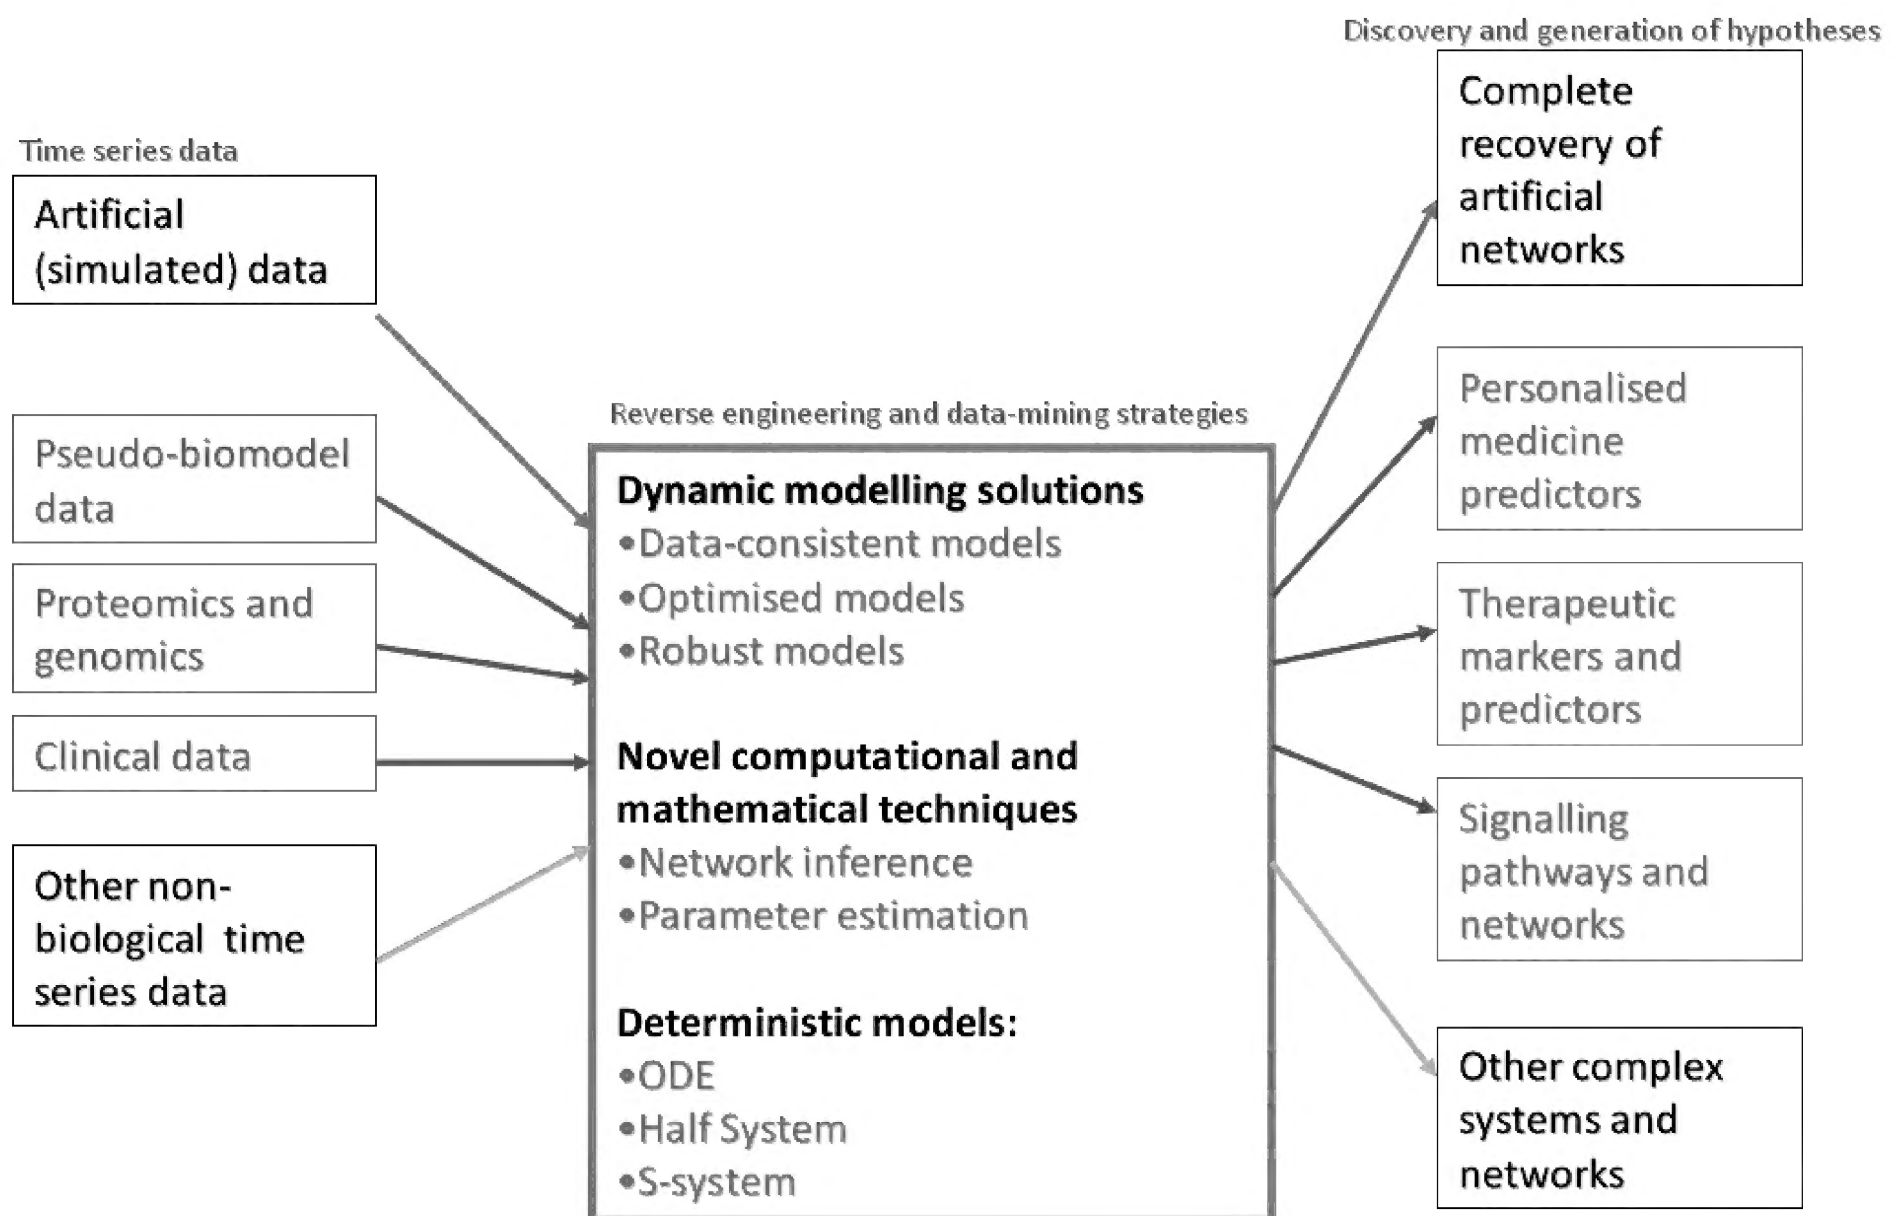 Discovery and generation of hypotheses
Complete
recovery of
artificial
networks
Time series data
Artificial
(simulated) data
Personalised
medicine
predictors
Reverse engineering and data-mining strategies
Pseudo-biomodel
data
Dynamic modelling solutions
•Data-consistent models
•Optimised models
•Robust models
Proteomics and
genomics
Therapeutic
markers and
predictors
Clinical data
Novel computational and
mathematical techniques
•Network inference
•Parameter estimation
Signalling
pathways and
networks
Other non-
biological time
series data
Deterministic models:
•ODE
•Half System
•S-system
Other complex
systems and
networks